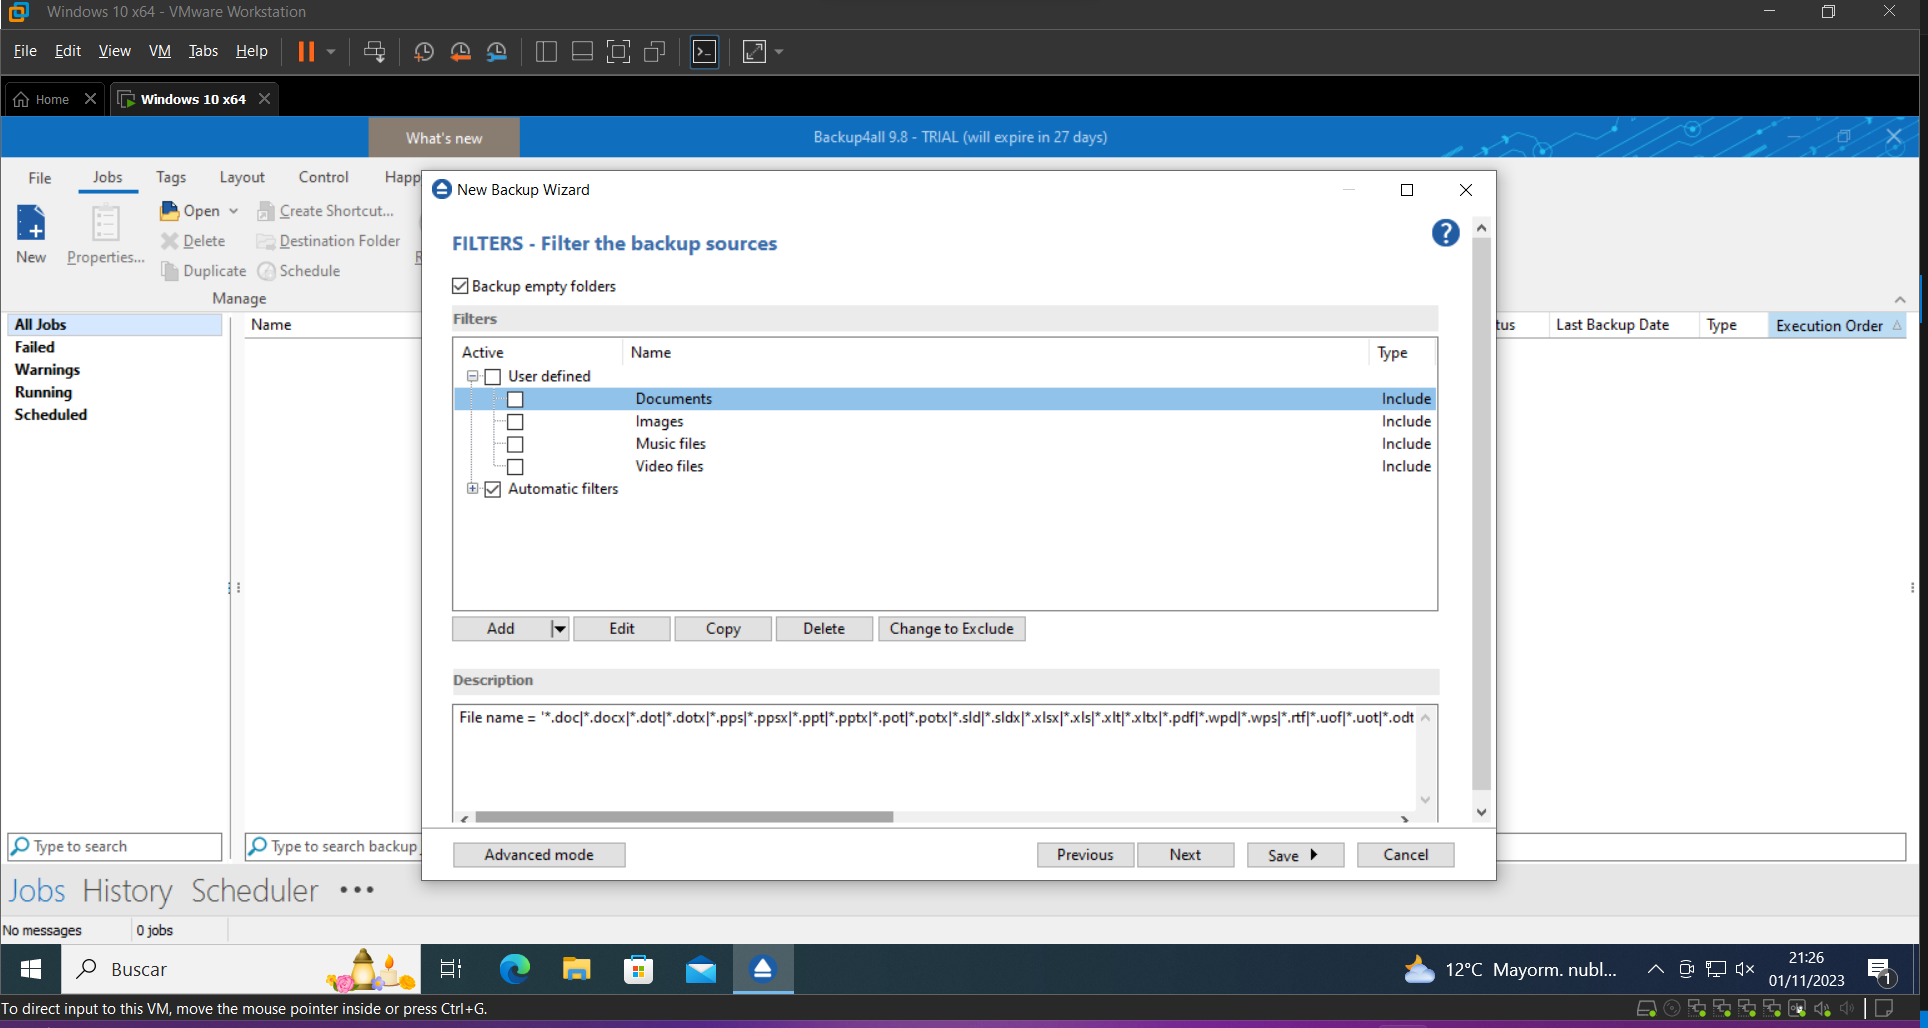 Windows 10 x64 - VMware Workstation
File Edit View VM Tabs Help
Home Windows 10 x64
What's new Backup4all 9.8 - TRIAL (will expire in 27 days)
File Jobs Tags Layout Control Happ
New
Properties...
Open Create Shortcut...
Delete Destination Folder
Duplicate Schedule
Manage
New Backup Wizard
FILTERS - Filter the backup sources
?
Backup empty folders
Filters
Active Name Type
User defined
Documents Include
Images Include
Music files Include
Video files Include
Automatic filters
Add Edit Copy Delete Change to Exclude
Description
File name = '*.doc|*.docx|*.dot|*.dotx|*.pps|*.ppsx|*.ppt|*.pptx|*.pot|*.potx|*.sld|*.sldx|*.xlsx|*.xls|*.xlt|*.xltx|*.pdf|*.wpd|*.wps|*.rtf|*.uof|*.uot|*.odt
Advanced mode Previous Next Save Cancel
All Jobs
Failed
Warnings
Running
Scheduled
Name
tus Last Backup Date Type Execution Order
Type to search
Type to search backup
Jobs History Scheduler •••
No messages 0 jobs
Buscar
12°C Mayorm. nubl...
21:26
01/11/2023
1
To direct input to this VM, move the mouse pointer inside or press Ctrl+G.